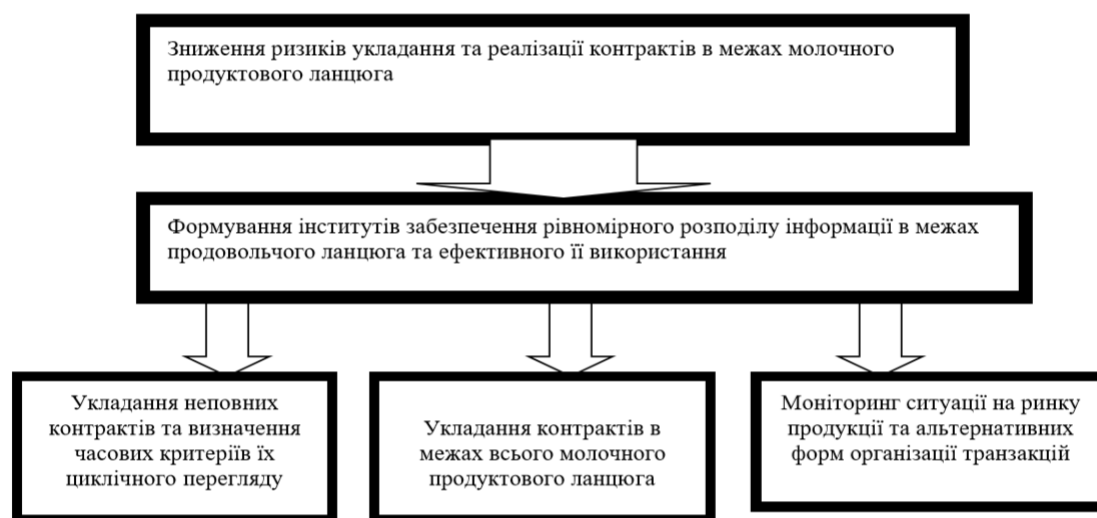 Зниження ризиків укладання та реалізації контрактів в межах молочного
продуктового ланцюга
Формування інститутів забезпечення рівномірного розподілу інформації в межах
продовольчого ланцюга та ефективного її використання
Укладання неповних
контрактів та визначення
часових критеріїв їх
циклічного перегляду
Укладання контрактів в
межах всього молочного
продуктового ланцюга
Моніторинг ситуації на ринку
продукції та альтернативних
форм організації транзакцій